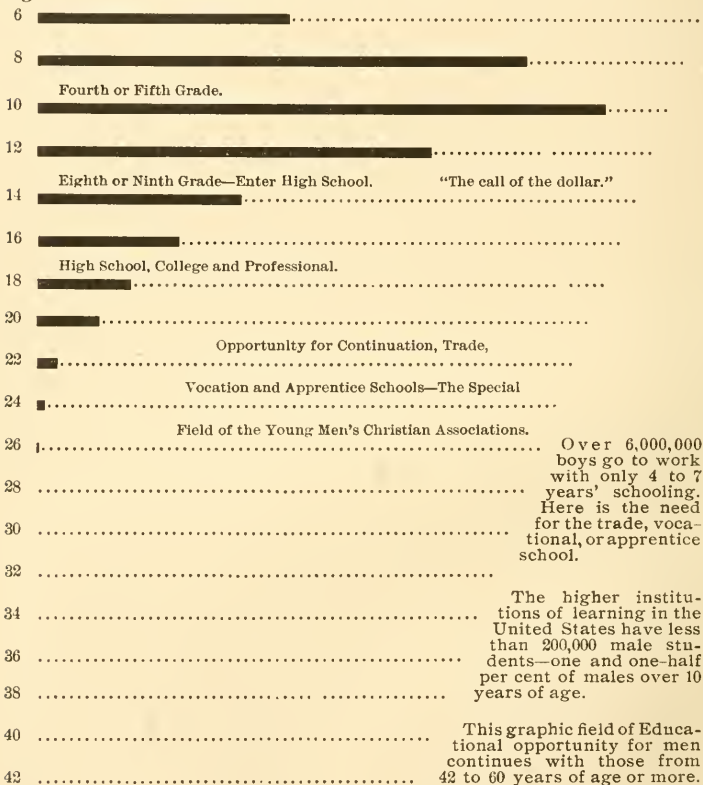 6
8
Fourth or Fifth Grade.
10
12
Eighth or Ninth Grade—Enter High School. "The call of the dollar."
14
16
High School, College and Professional.
18
20
Opportunity for Continuation, Trade,
22
Vocation and Apprentice Schools—The Special
24
Field of the Young Men's Christian Associations.
26
28
30
32
34
36
38
40
42
Over 6,000,000
boys go to work
with only 4 to 7
years' schooling.
Here is the need
for the trade, voca-
tional, or apprentice
school.
The higher institu-
tions of learning in the
United States have less
than 200,000 male stu-
dents—one and one-half
per cent of males over 10
years of age.
This graphic field of Educa-
tional opportunity for men
continues with those from
42 to 60 years of age or more.